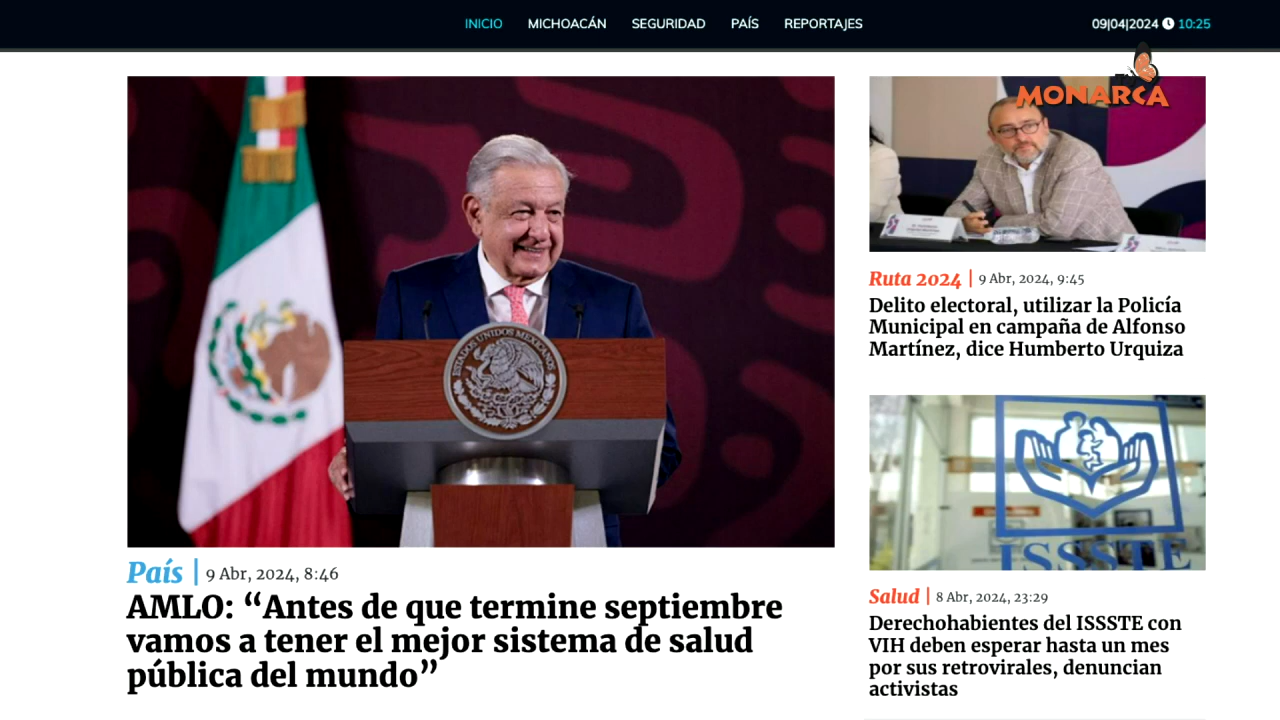 INICIO MICHOACÁN SEGURIDAD PAÍS REPORTAJES 09|04|2024 10:25
MONARCA
ESTADOS UNIDOS MEXICANOS
País | 9 Abr, 2024, 8:46
AMLO: “Antes de que termine septiembre
vamos a tener el mejor sistema de salud
pública del mundo”
Ruta 2024 | 9 Abr, 2024, 9:45
Delito electoral, utilizar la Policía
Municipal en campaña de Alfonso
Martínez, dice Humberto Urquiza
ISSSTE
Salud | 8 Abr, 2024, 23:29
Derechohabientes del ISSSTE con
VIH deben esperar hasta un mes
por sus retrovirales, denuncian
activistas